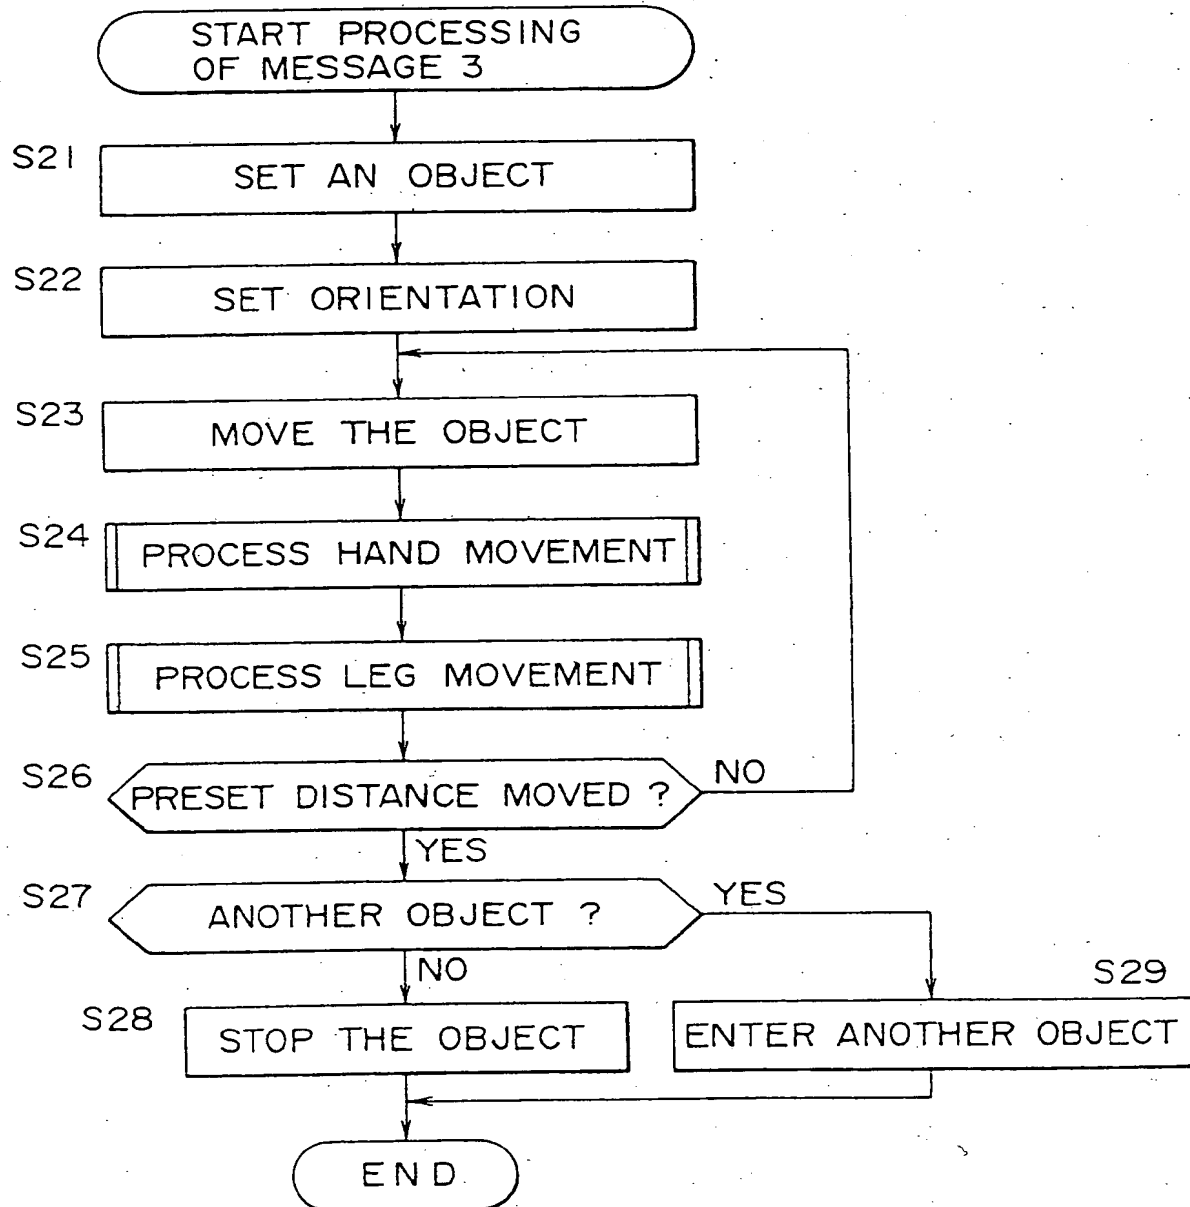 START PROCESSING
OF MESSAGE 3
S21
SET AN OBJECT
S22
SET ORIENTATION
S23
MOVE THE OBJECT
S24
PROCESS HAND MOVEMENT
S25
PROCESS LEG MOVEMENT
S26
PRESET DISTANCE MOVED ?
NO
YES
S27
ANOTHER OBJECT ?
YES
NO
S29
S28
STOP THE OBJECT
ENTER ANOTHER OBJECT
END